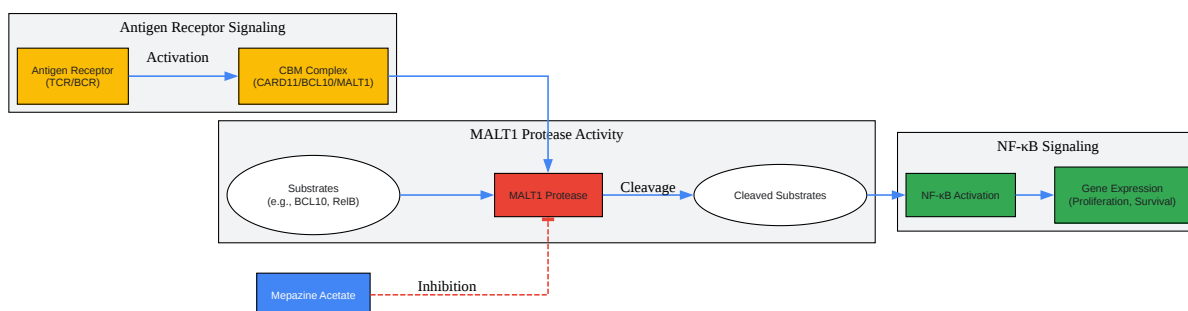 Antigen Receptor Signaling
Antigen Receptor
(TCR/BCR)
Activation
CBM Complex
(CARD11/BCL10/MALT1)
MALT1 Protease Activity
Substrates
(e.g., BCL10, RelB)
MALT1 Protease
Cleavage
Cleaved Substrates
NF-κB Signaling
NF-κB Activation
Gene Expression
(Proliferation, Survival)
Mepazine Acetate
Inhibition